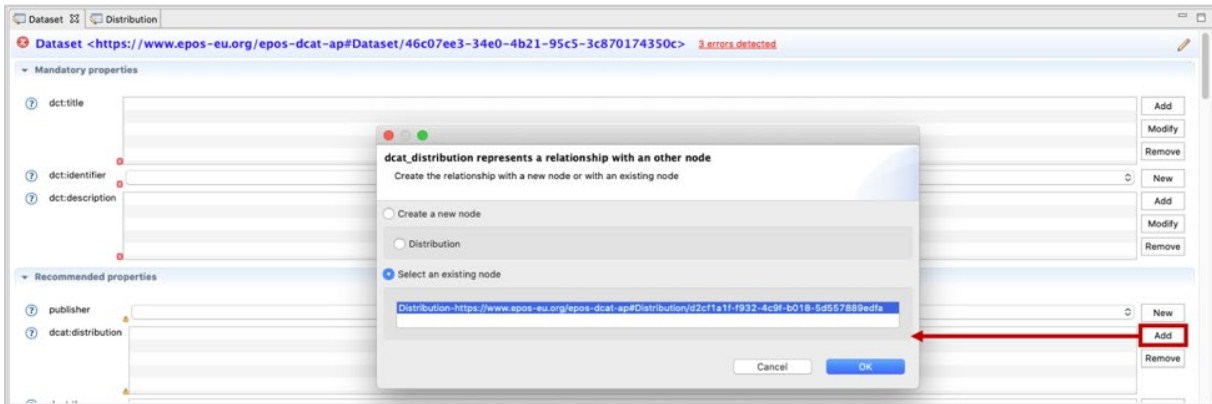 Dataset Distribution
Dataset <https://www.epos-eu.org/epos-dcat-ap#Dataset/46c07ee3-34e0-4b21-95c5-3c870174350c> 3 errors detected
Mandatory properties
dct:title
Add
Modify
Remove
dct:identifier
New
dct:description
Add
Modify
Remove
Recommended properties
publisher
New
dcat:distribution
Add
Remove
dcat_distribution represents a relationship with an other node
Create the relationship with a new node or with an existing node
Create a new node
Distribution
Select an existing node
Distribution-https://www.epos-eu.org/epos-dcat-ap#Distribution/d2cf1a1f-f932-4c9f-b018-5d557889edfa
Cancel OK